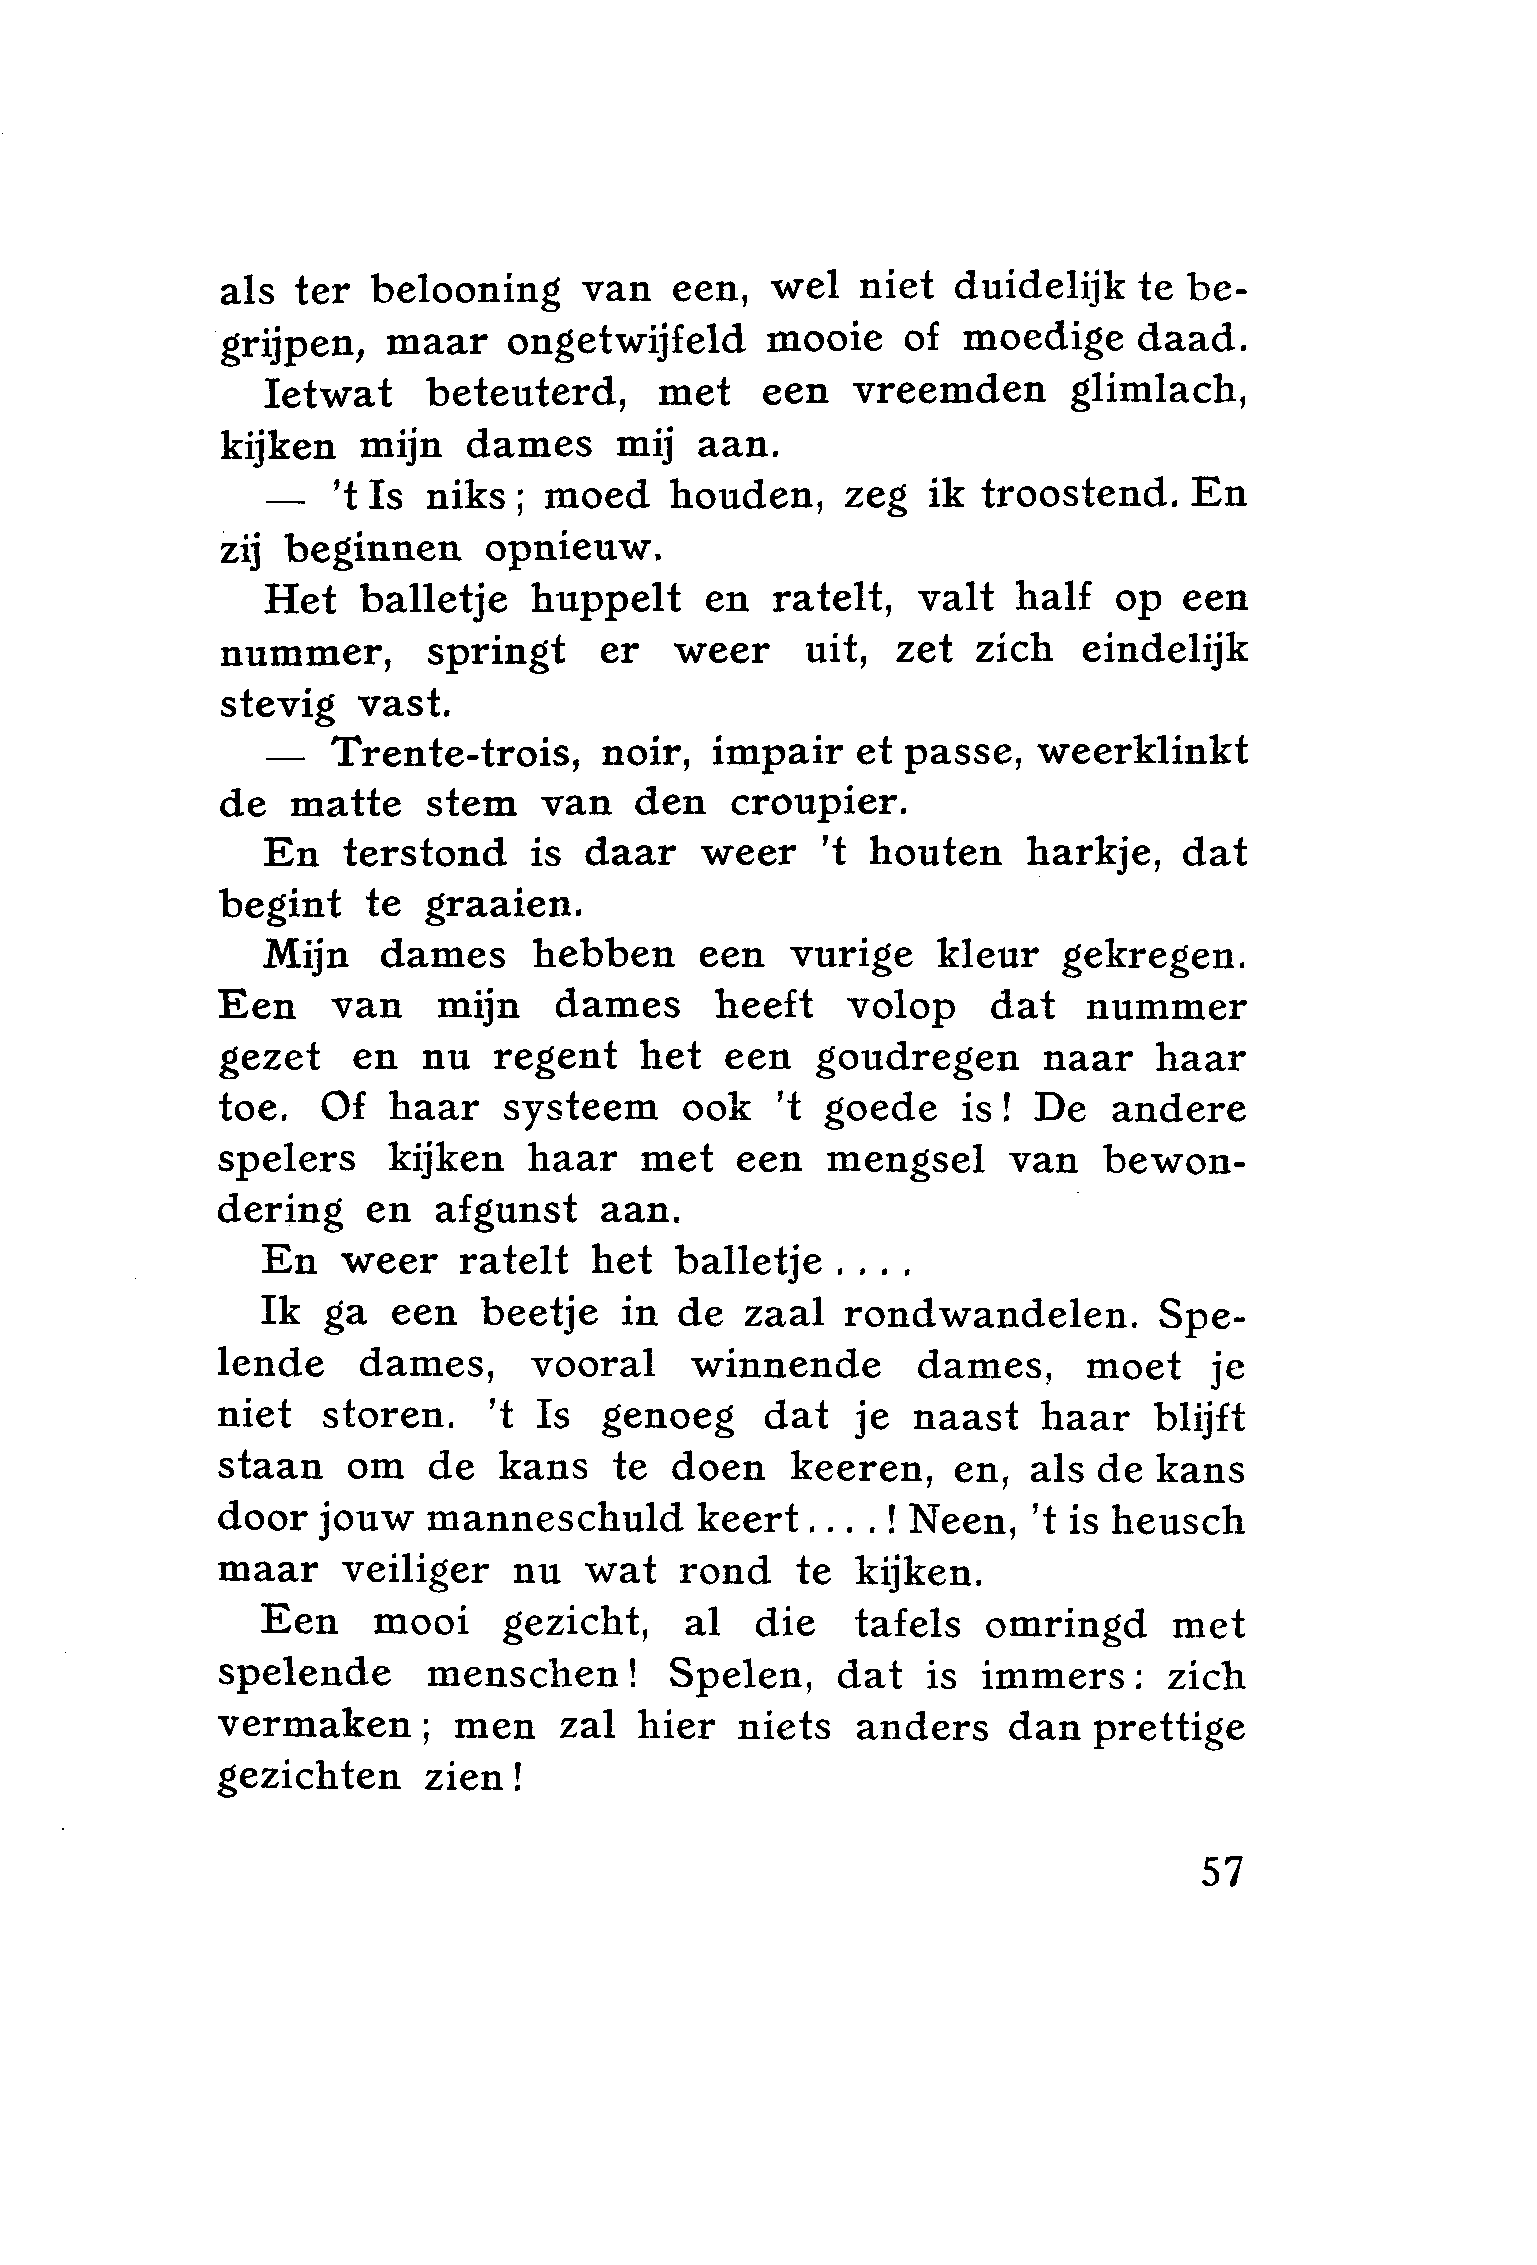 als ter belooning van een, wel niet duidelijk te be-
grijpen, maar ongetwijfeld mooie of moedige daad.
Ietwat beteuterd, met een vreemden glimlach,
kijken mijn dames mij aan.
— 't Is niks; moed houden, zeg ik troostend. En
zij beginnen opnieuw.
Het balletje huppelt en ratelt, valt half op een
nummer, springt er weer uit, zet zich eindelijk
stevig vast.
— Trente-trois, noir, impair et passe, weerklinkt
de matte stem van den croupier.
En terstond is daar weer 't houten harkje, dat
begint te graaien.
Mijn dames hebben een vurige kleur gekregen.
Een van mijn dames heeft volop dat nummer
gezet en nu regent het een goudregen naar haar
toe. Of haar systeem ook 't goede is! De andere
spelers kijken haar met een mengsel van bewon-
dering en afgunst aan.
En weer ratelt het balletje....
Ik ga een beetje in de zaal rondwandelen. Spe-
lende dames, vooral winnende dames, moet je
niet storen. 't Is genoeg dat je naast haar blijft
staan om de kans te doen keeren, en, als de kans
door jouw manneschuld keert....! Neen, 't is heusch
maar veiliger nu wat rond te kijken.
Een mooi gezicht, al die tafels omringd met
spelende menschen! Spelen, dat is immers: zich
vermaken; men zal hier niets anders dan prettige
gezichten zien!
57